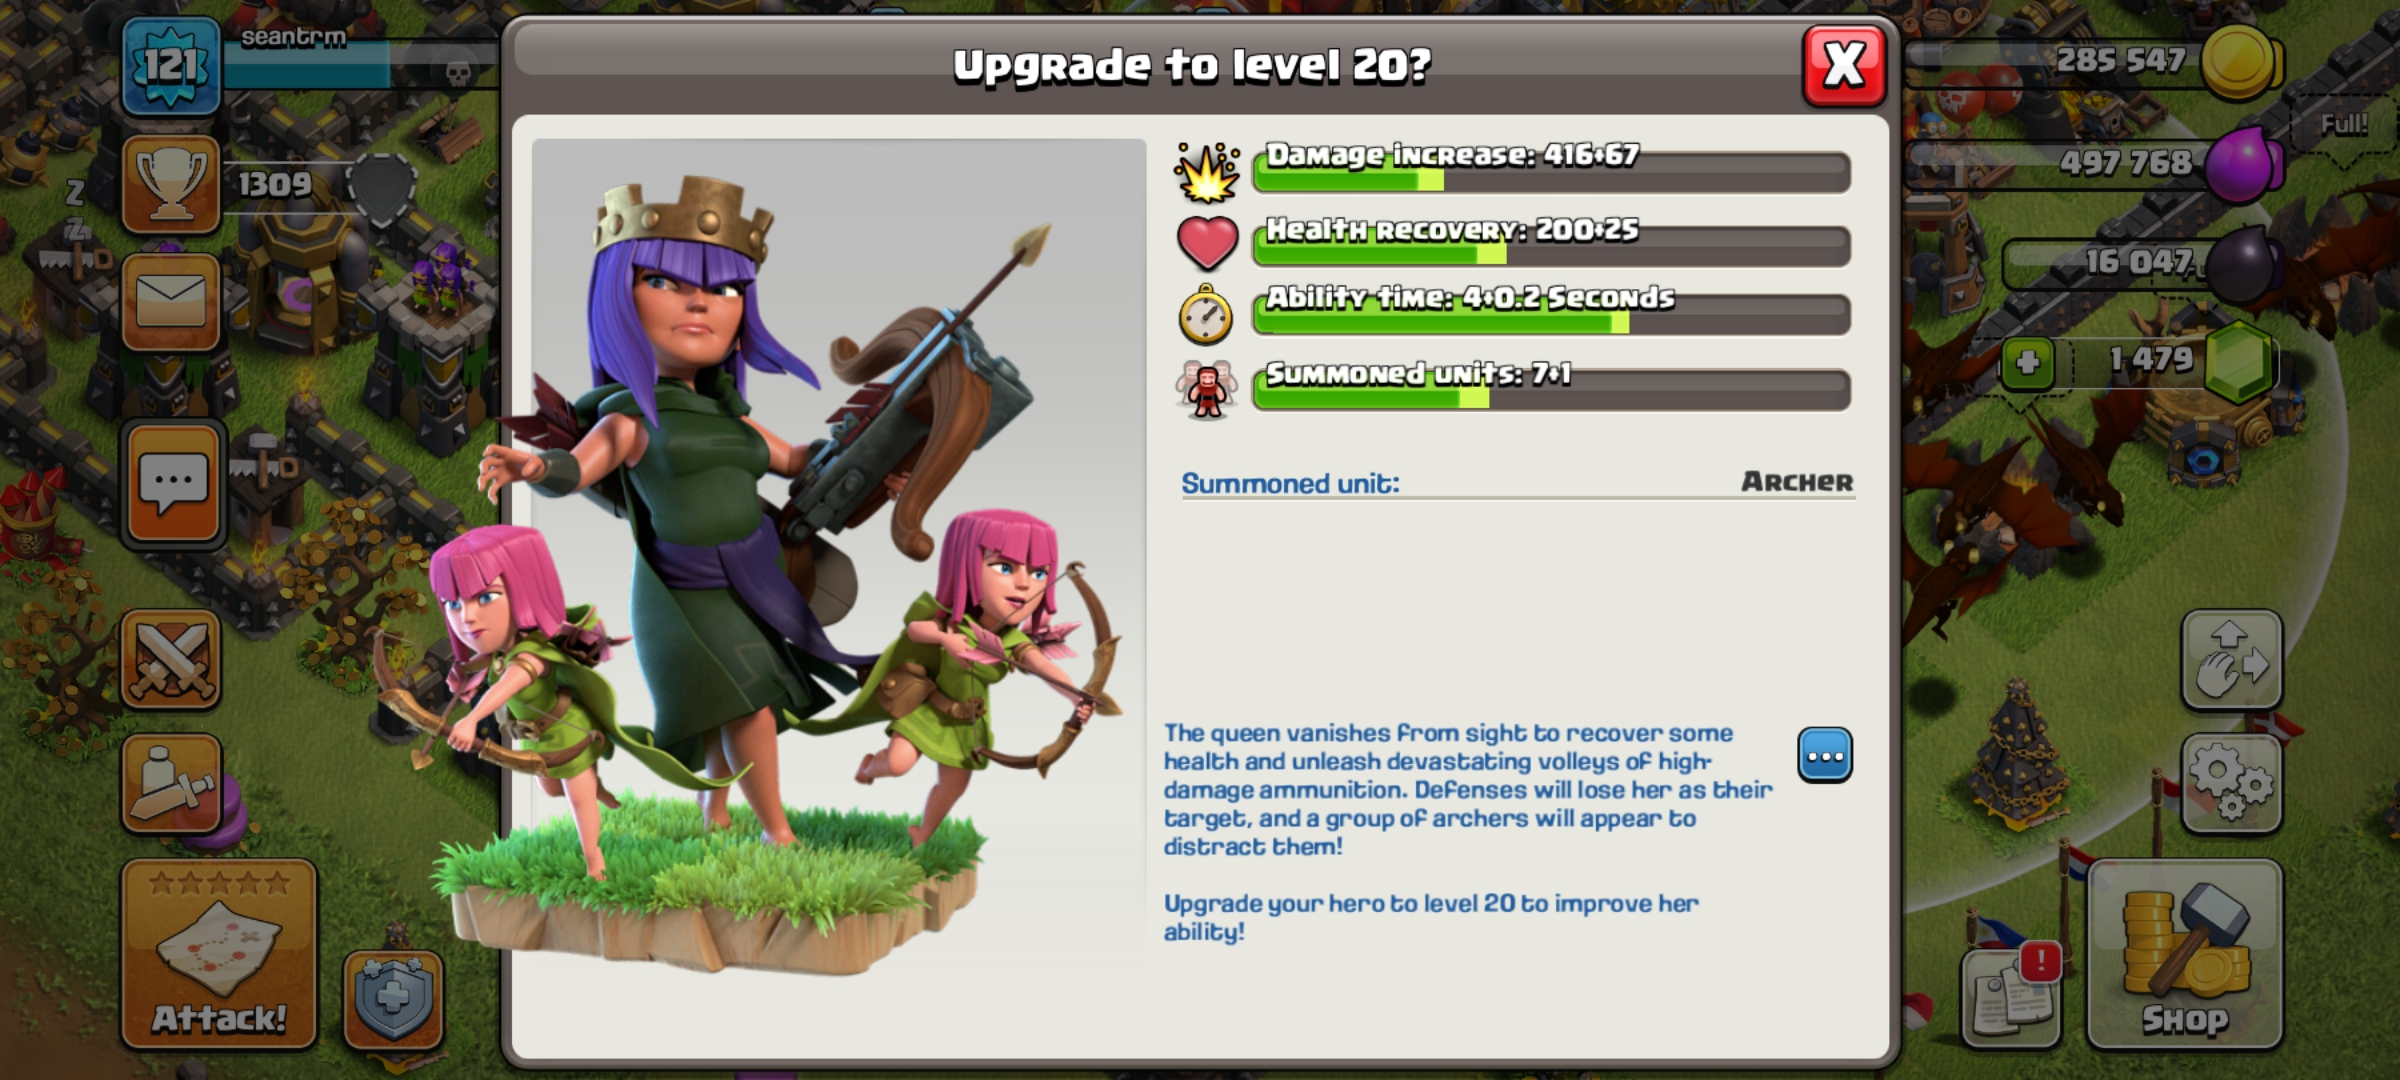 121
seantrm
1309
Z
Z
Attack!
Upgrade to level 20?
X
Damage increase: 416+67
Health recovery: 200+25
Ability time: 4+0.2 Seconds
Summoned units: 7+1
Summoned unit: Archer
The queen vanishes from sight to recover some
health and unleash devastating volleys of high-
damage ammunition. Defenses will lose her as their
target, and a group of archers will appear to
distract them!
Upgrade your hero to level 20 to improve her
ability!
285 547
Full!
497 768
16 047
1 479
!
Shop